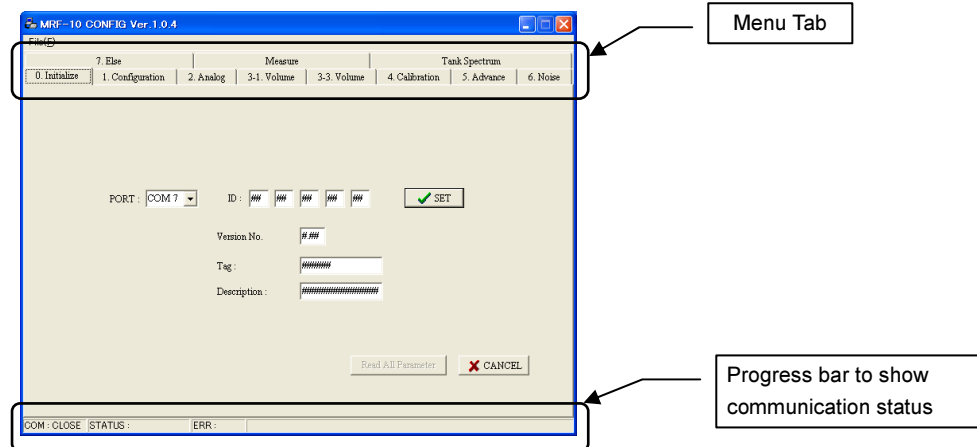 MRF-10 CONFIG Ver.1.0.4
Menu Tab
File(F)
7. Else Measure Tank Spectrum
0. Initialize 1. Configuration 2. Analog 3-1. Volume 3-3. Volume 4. Calibration 5. Advance 6. Noise
PORT : COM 7 ID : ## ## ## ## ## SET
Version No. #.##
Tag : ######
Description :
Read All Parameter CANCEL
Progress bar to show
communication status
COM : CLOSE STATUS : ERR :